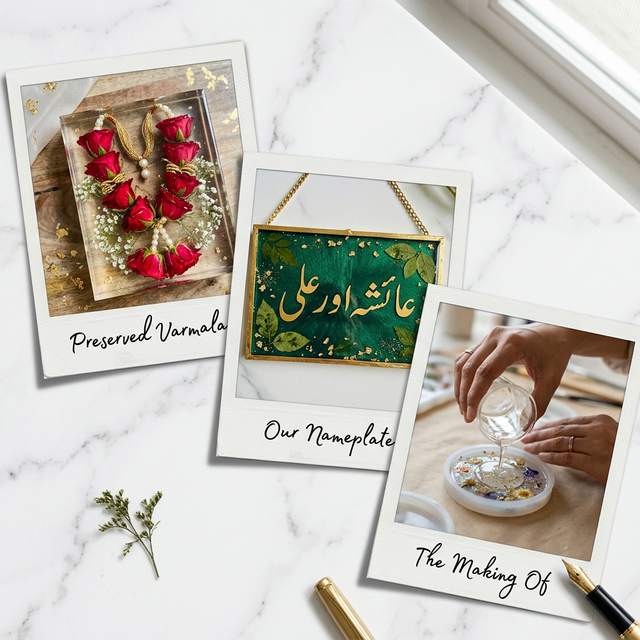 Preserved Varmala
عائشہ اور علی
Our Nameplate
The Making Of